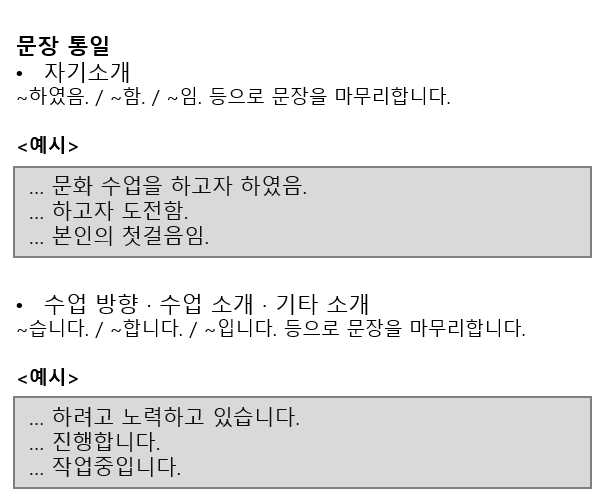 문장 통일
• 자기소개
~하였음. / ~함. / ~임. 등으로 문장을 마무리합니다.
<예시>
... 문화 수업을 하고자 하였음.
... 하고자 도전함.
... 본인의 첫걸음임.
• 수업 방향 · 수업 소개 · 기타 소개
~습니다. / ~합니다. / ~입니다. 등으로 문장을 마무리합니다.
<예시>
... 하려고 노력하고 있습니다.
... 진행합니다.
... 작업중입니다.